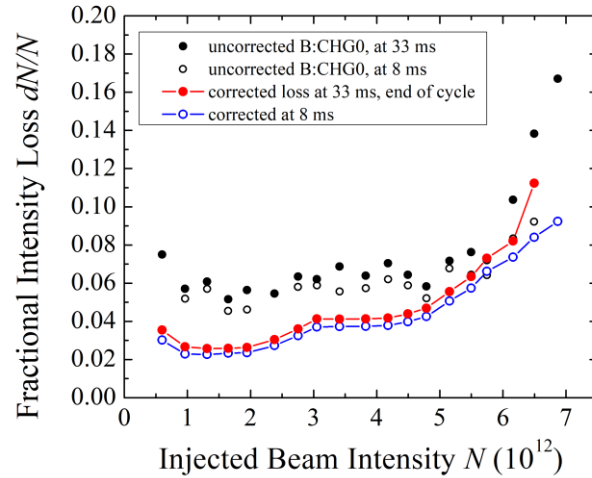 0.20
0.18
0.16
0.14
0.12
0.10
0.08
0.06
0.04
0.02
0.00
Fractional Intensity Loss dN/N
uncorrected B:CHG0, at 33 ms
uncorrected B:CHG0, at 8 ms
corrected loss at 33 ms, end of cycle
corrected at 8 ms
0 1 2 3 4 5 6 7
Injected Beam Intensity N (10¹²)